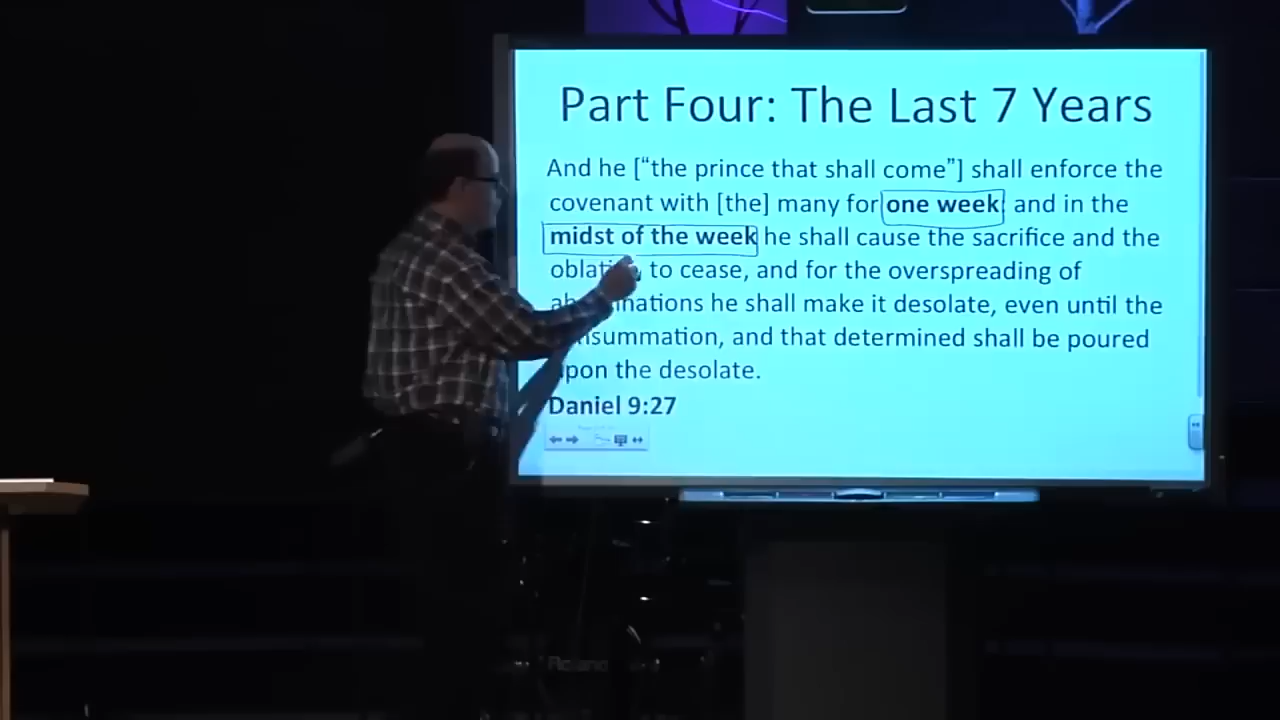 Part Four: The Last 7 Years
And he [“the prince that shall come”] shall enforce the
covenant with [the] many for one week; and in the
midst of the week he shall cause the sacrifice and the
to cease, and for the overspreading of
he shall make it desolate, even until the
and that determined shall be poured
upon the desolate.
Daniel 9:27
Roland